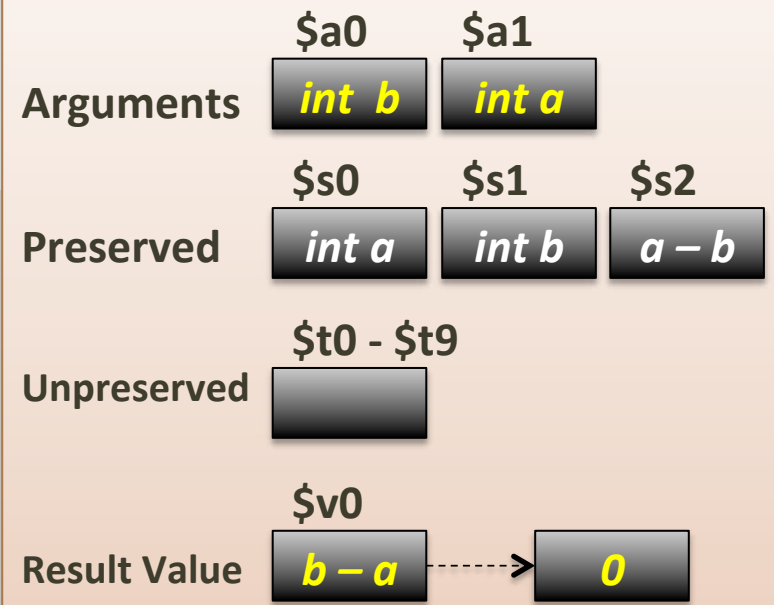 $a0 $a1
Arguments int b int a
$s0 $s1 $s2
Preserved int a int b a – b
$t0 - $t9
Unpreserved
$v0
Result Value b – a 0